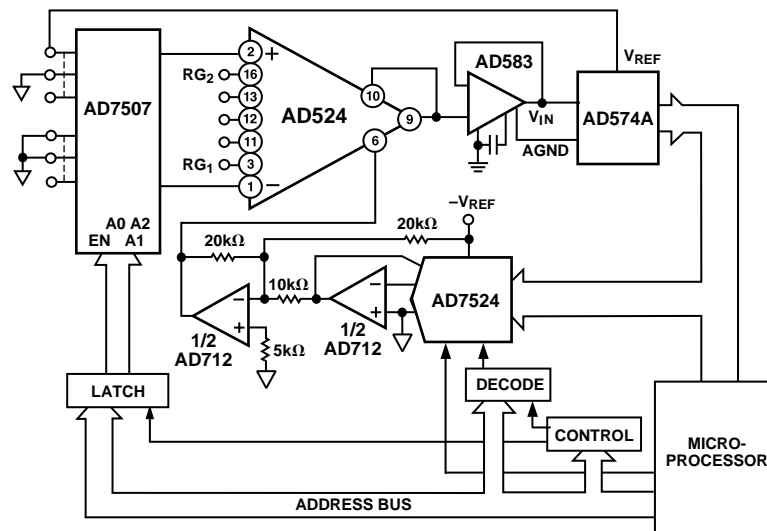 AD7507
A0 A2
EN A1
RG2
RG1
2
16
13
12
11
3
1
+
−
AD524
10
9
6
AD583
VIN
AGND
VREF
AD574A
−VREF
20kΩ
20kΩ
10kΩ
5kΩ
−
+
1/2
AD712
−
+
1/2
AD712
AD7524
LATCH
DECODE
CONTROL
MICRO-
PROCESSOR
ADDRESS BUS